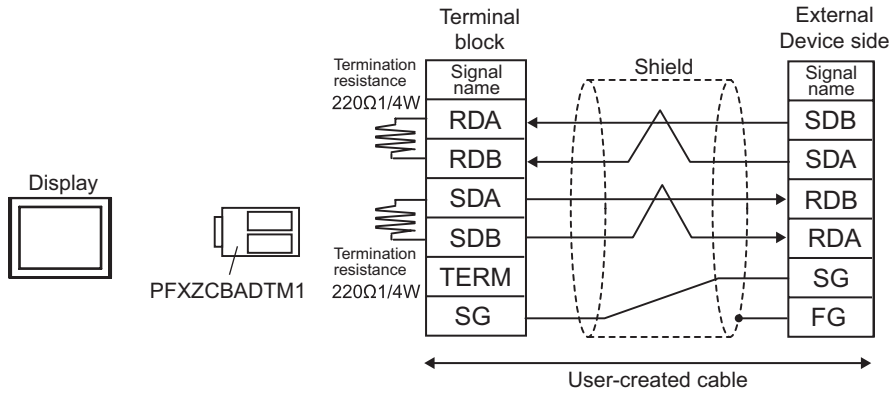 Terminal
block
External
Device side
Termination
resistance
220Ω1/4W
Signal
name
Shield
Signal
name
RDA
SDB
RDB
SDA
Display
SDA
RDB
SDB
RDA
Termination
resistance
220Ω1/4W
TERM
SG
PFXZCBADTM1
SG
FG
User-created cable